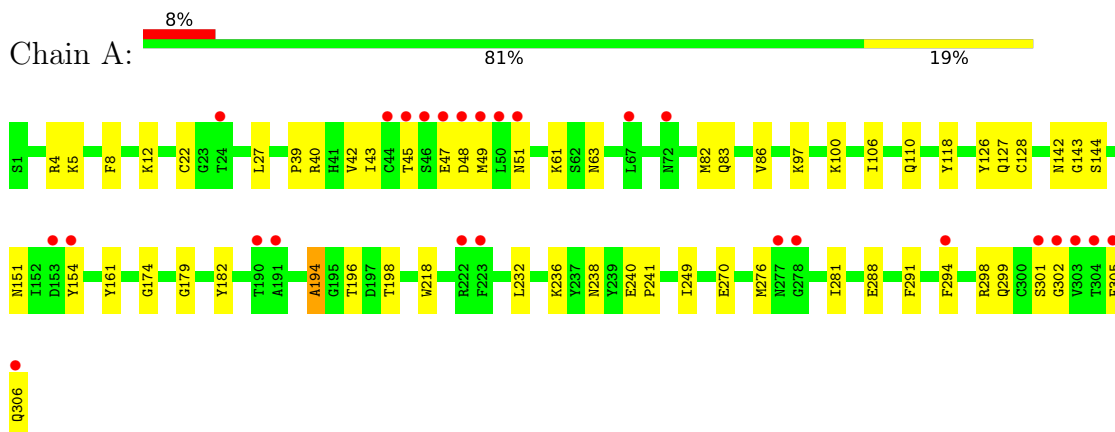 8%
Chain A:
81% 19%
S1 R4 K5 F8 K12 C22 G23 T24 L27 P39 R40 H41 V42 I43 C44 T45 S46 E47 D48 M49 L50 N51 K61 S62 N63 L67 N72 M82 Q83 V86 K97 K100 I106 Q110 Y118 Y126 Q127 C128 N142 G143 S144
N151 I152 D153 Y154 Y161 G174 G179 Y182 T190 A191 A194 G195 T196 D197 T198 W218 R222 F223 L232 K236 Y237 N238 Y239 E240 P241 I249 E270 M276 N277 G278 I281 E288 F291 F294 R298 Q299 C300 S301 G302 V303 T304 F305
Q306